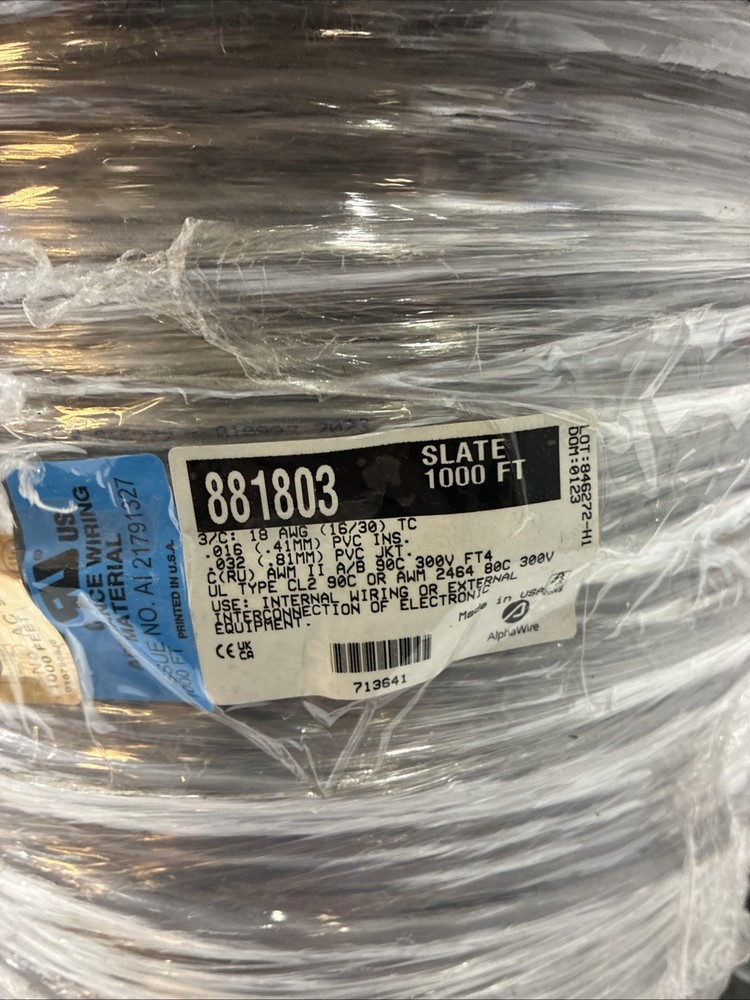 881803
SLATE
1000 FT
3/C: 18 AWG (16/30) TC
.016 (.41MM) PVC INS.
.032 (.81MM) PVC JKT.
C(RU) AWM II A/B 90C 300V FT4
UL TYPE CL2 90C OR AWM 2464 80C 300V
USE: INTERNAL WIRING OR EXTERNAL
INTERCONNECTION OF ELECTRONIC
EQUIPMENT.
Made in USA
AlphaWire
CE UK
CA
713641
LOT:846272-H1
DOM:0123
US
WIRING
MATERIAL
NO. AI 21791327
PRINTED IN U.S.A.
1000 FEET